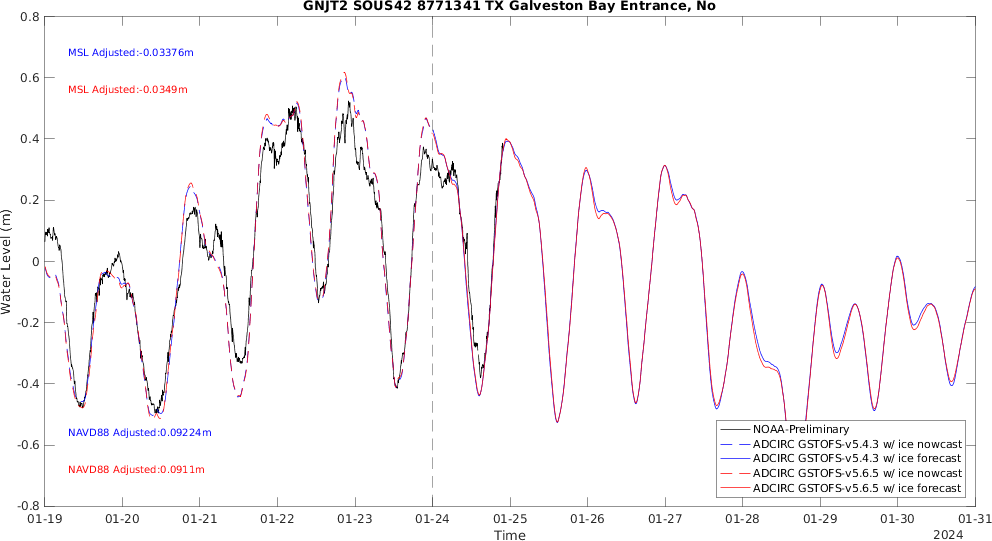 GNJT2 SOUS42 8771341 TX Galveston Bay Entrance, No
0.8
0.6
0.4
0.2
0
-0.2
-0.4
-0.6
-0.8
Water Level (m)
MSL Adjusted:-0.03376m
MSL Adjusted:-0.0349m
NAVD88 Adjusted:0.09224m
NAVD88 Adjusted:0.0911m
NOAA-Preliminary
ADCIRC GSTOFS-v5.4.3 w/ ice nowcast
ADCIRC GSTOFS-v5.4.3 w/ ice forecast
ADCIRC GSTOFS-v5.6.5 w/ ice nowcast
ADCIRC GSTOFS-v5.6.5 w/ ice forecast
01-19 01-20 01-21 01-22 01-23 01-24 01-25 01-26 01-27 01-28 01-29 01-30 01-31
Time
2024